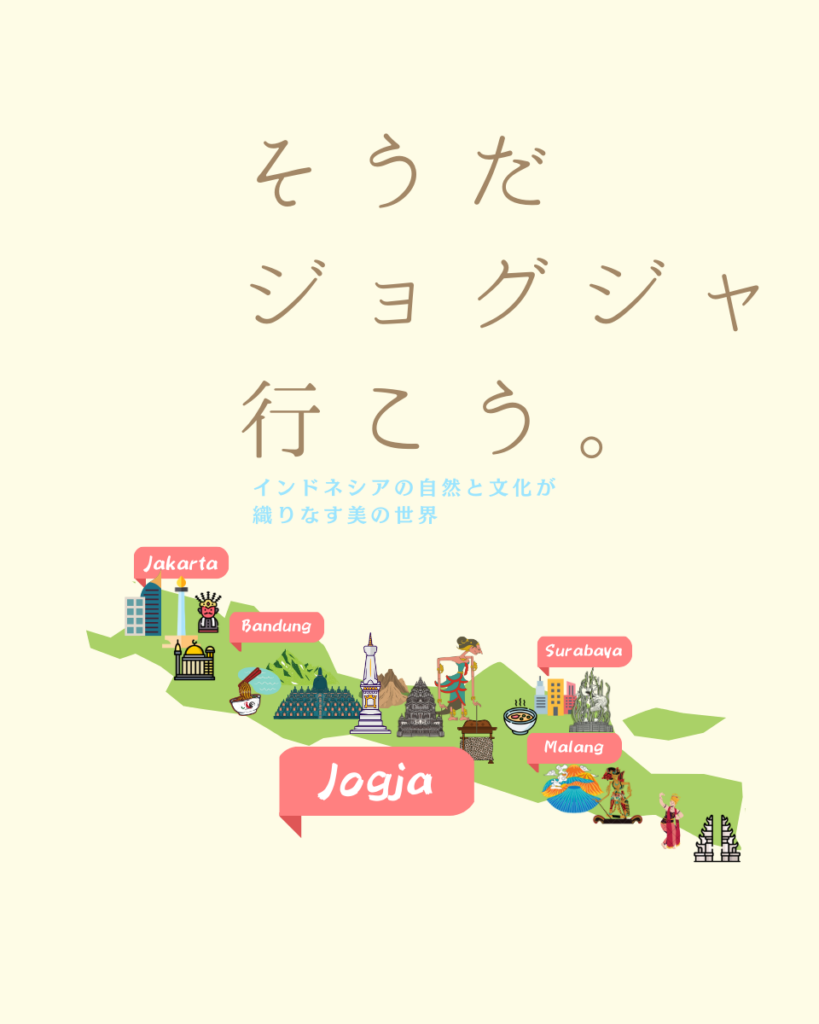 そうだ
ジョグジャ
行こう。
インドネシアの自然と文化が
織りなす美の世界
Jakarta
Bandung
Surabaya
Malang
Jogja